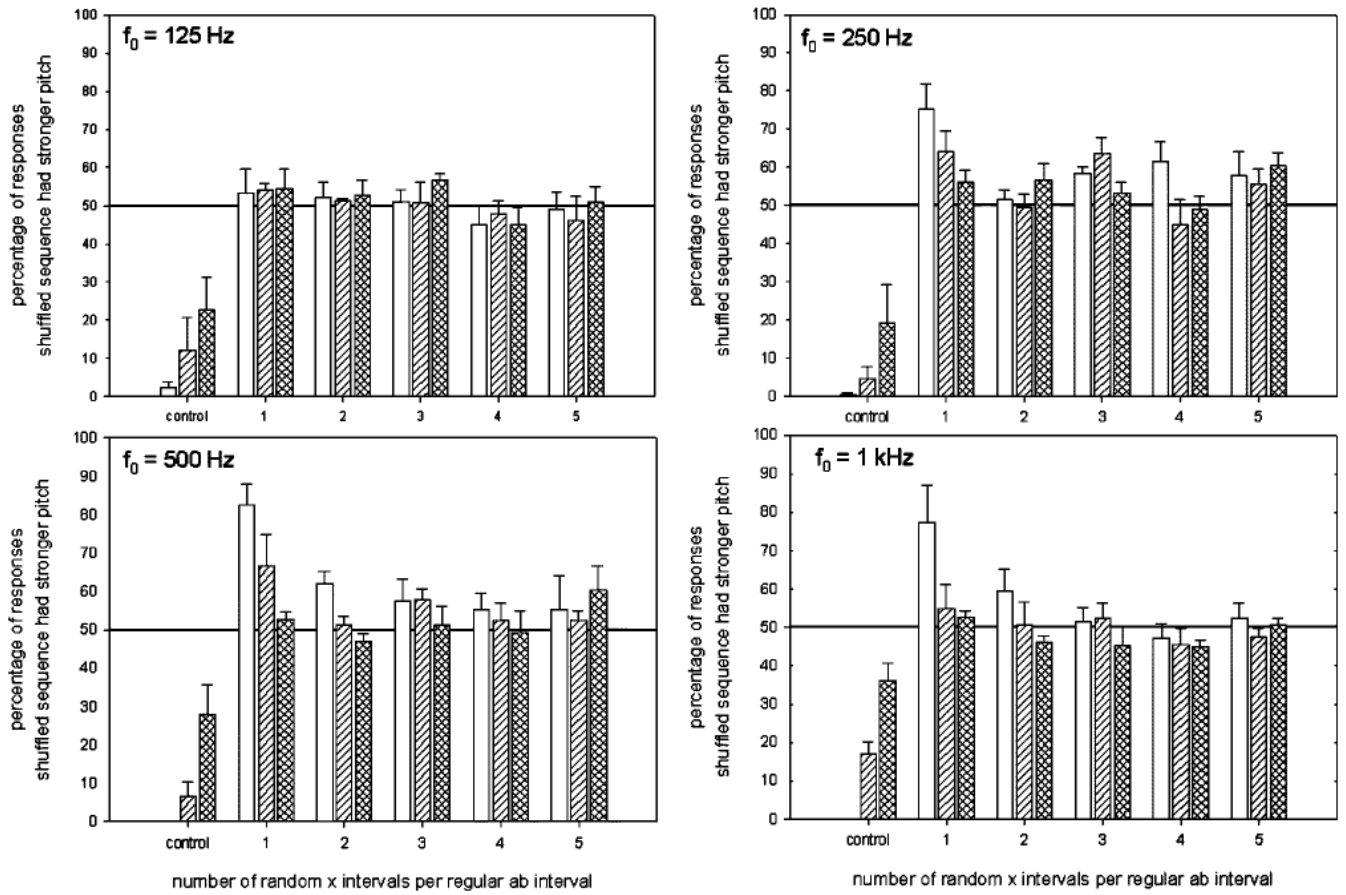 f0 = 125 Hz
percentage of responses
shuffled sequence had stronger pitch
100
90
80
70
60
50
40
30
20
10
0
control 1 2 3 4 5
f0 = 250 Hz
percentage of responses
shuffled sequence had stronger pitch
100
90
80
70
60
50
40
30
20
10
0
control 1 2 3 4 5
f0 = 500 Hz
percentage of responses
shuffled sequence had stronger pitch
100
90
80
70
60
50
40
30
20
10
0
control 1 2 3 4 5
number of random x intervals per regular ab interval
f0 = 1 kHz
percentage of responses
shuffled sequence had stronger pitch
100
90
80
70
60
50
40
30
20
10
0
control 1 2 3 4 5
number of random x intervals per regular ab interval